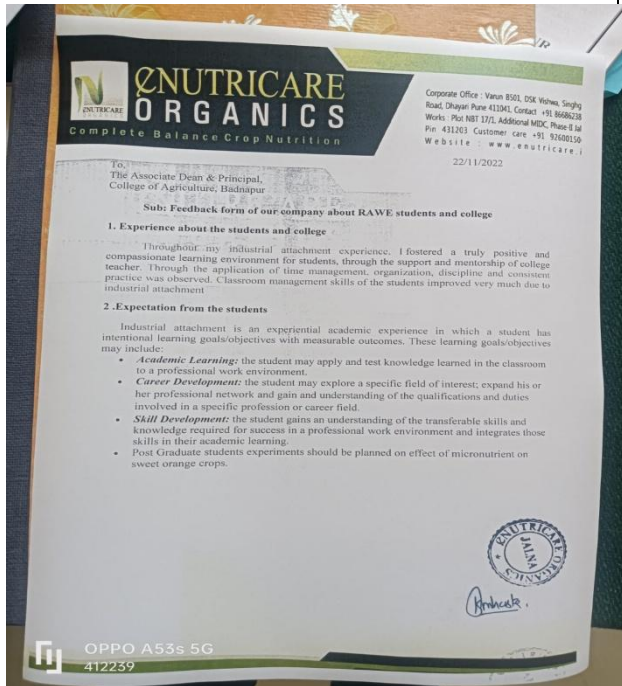 ENUTRICARE
ENUTRICARE
ORGANICS
Complete Balance Crop Nutrition
Corporate Office : Varun B501, DSK Vishwa, Singhg
Road, Dhayari Pune 411041. Contact +91 86686238
Works : Plot NBT 17/1, Additional MIDC, Phase-II Jal
Pin 431203 Customer care +91 92600150
Website : www.enutricare.i
22/11/2022
To,
The Associate Dean & Principal,
College of Agriculture, Badnapur
Sub: Feedback form of our company about RAWE students and college
1. Experience about the students and college
Throughout my industrial attachment experience, I fostered a truly positive and
compassionate learning environment for students, through the support and mentorship of college
teacher. Through the application of time management, organization, discipline and consistent
practice was observed. Classroom management skills of the students improved very much due to
industrial attachment
2 .Expectation from the students
Industrial attachment is an experiential academic experience in which a student has
intentional learning goals/objectives with measurable outcomes. These learning goals/objectives
may include:
• Academic Learning: the student may apply and test knowledge learned in the classroom
to a professional work environment.
• Career Development: the student may explore a specific field of interest; expand his or
her professional network and gain and understanding of the qualifications and duties
involved in a specific profession or career field.
• Skill Development: the student gains an understanding of the transferable skills and
knowledge required for success in a professional work environment and integrates those
skills in their academic learning.
• Post Graduate students experiments should be planned on effect of micronutrient on
sweet orange crops.
ENUTRICARE ORGANICS
JALNA
OPPO A53s 5G
412239